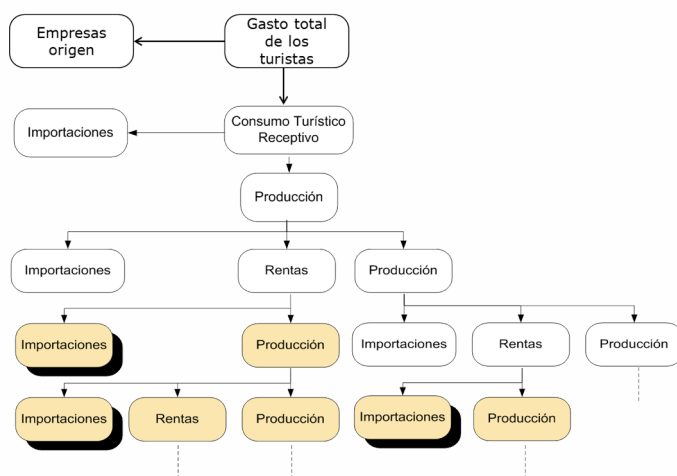 Empresas
origen
Gasto total
de los
turistas
Importaciones
Consumo Turístico
Receptivo
Producción
Importaciones
Rentas
Producción
Importaciones
Producción
Importaciones
Rentas
Producción
Importaciones
Rentas
Producción
Importaciones
Producción